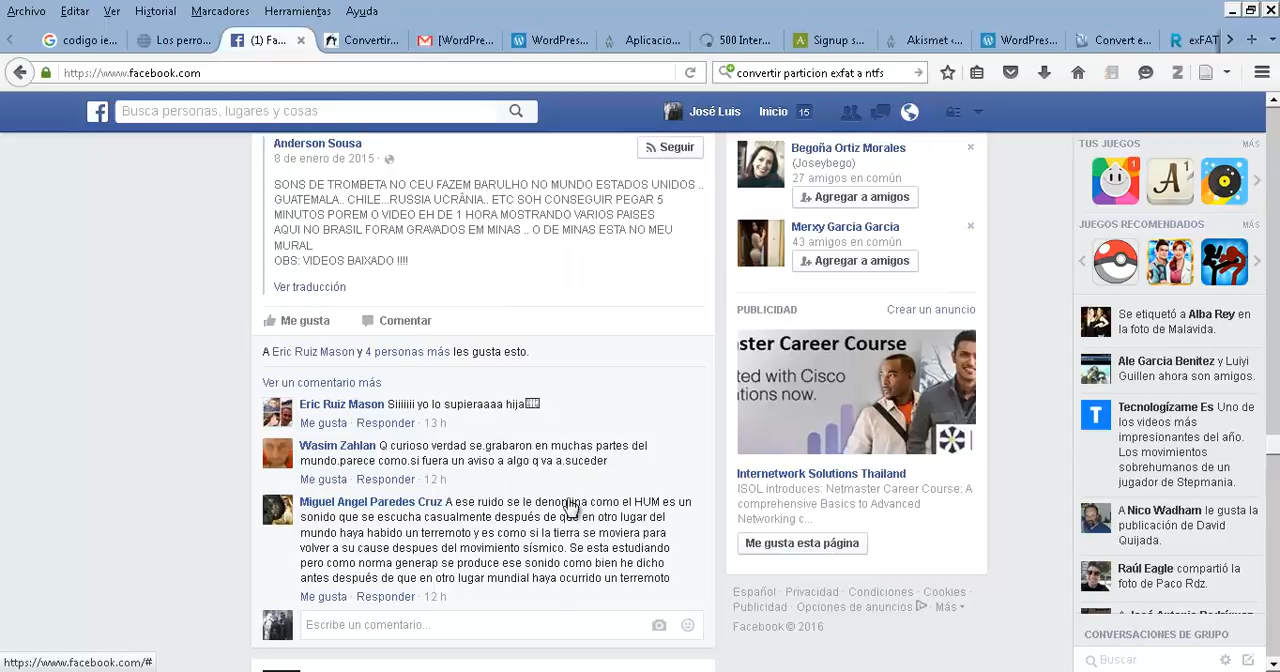 Archivo Editar Ver Historial Marcadores Herramientas Ayuda
codigo ie... Los perro... (1) Fa... Convertir... [WordPre... WordPress... Aplicacio... 500 Inter... Signup s... Akismet ‹... WordPress... Convert e... exFAT
https://www.facebook.com convertir particion exfat a ntfs
Busca personas, lugares y cosas José Luis Inicio 15
Anderson Sousa
8 de enero de 2015 ·
Seguir
SONS DE TROMBETA NO CEU FAZEM BARULHO NO MUNDO ESTADOS UNIDOS ..
GUATEMALA.. CHILE...RUSSIA UCRÂNIA.. ETC SOH CONSEGUIR PEGAR 5
MINUTOS POREM O VIDEO EH DE 1 HORA MOSTRANDO VARIOS PAISES
AQUI NO BRASIL FORAM GRAVADOS EM MINAS .. O DE MINAS ESTA NO MEU
MURAL
OBS: VIDEOS BAIXADO !!!!
Ver traducción
Me gusta Comentar
A Eric Ruiz Mason y 4 personas más les gusta esto.
Ver un comentario más
Eric Ruiz Mason Siiiiiii yo lo supieraaaa hija
Me gusta · Responder · 13 h
Wasim Zahlan Q curioso verdad se.grabaron en muchas partes del
mundo.parece como.si fuera un aviso a algo q va a.suceder
Me gusta · Responder · 12 h
Miguel Angel Paredes Cruz A ese ruido se le denomina como el HUM es un
sonido que se escucha casualmente después de que en otro lugar del
mundo haya habido un terremoto y es como si la tierra se moviera para
volver a su cause despues del movimiento sísmico. Se esta estudiando
pero como norma generap se produce ese sonido como bien he dicho
antes después de que en otro lugar mundial haya ocurrido un terremoto
Me gusta · Responder · 12 h
Escribe un comentario...
Begoña Ortiz Morales
(Joseybego)
27 amigos en común
Agregar a amigos
Merxy Garcia Garcia
43 amigos en común
Agregar a amigos
PUBLICIDAD Crear un anuncio
ster Career Course
ted with Cisco
tions now.
Internetwork Solutions Thailand
ISOL introduces: Netmaster Career Course; A
comprehensive Basics to Advanced
Networking c...
Me gusta esta página
Español · Privacidad · Condiciones · Cookies ·
Publicidad · Opciones de anuncios · Más
Facebook © 2016
TUS JUEGOS MÁS
1
A 1
JUEGOS RECOMENDADOS MÁS
Se etiquetó a Alba Rey en
la foto de Malavida.
Ale Garcia Benitez y Luiyi
Guillen ahora son amigos.
T
Tecnologízame Es Uno de
los videos más
impresionantes del año.
Los movimientos
sobrehumanos de un
jugador de Stepmania.
A Nico Wadham le gusta la
publicación de David
Quijada.
Raúl Eagle compartió la
foto de Paco Rdz.
A José Antonio Rodríguez
CONVERSACIONES DE GRUPO
Buscar
https://www.facebook.com/#